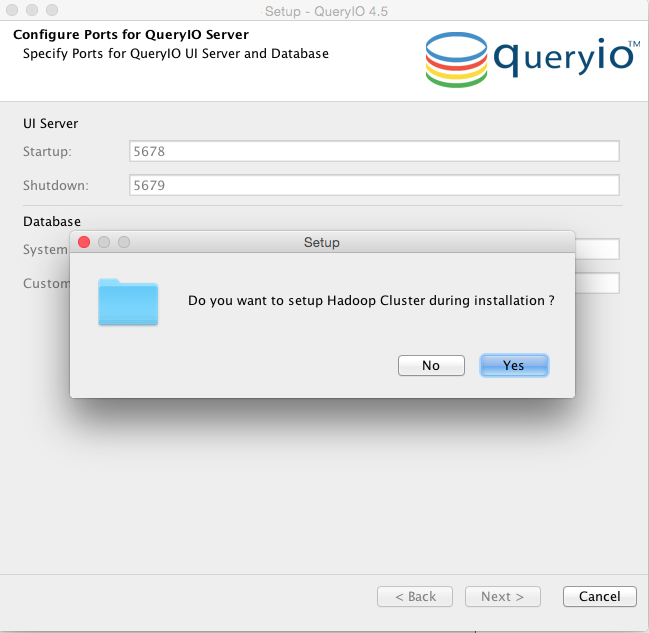 Setup - QueryIO 4.5
Configure Ports for QueryIO Server
Specify Ports for QueryIO UI Server and Database
queryio™
UI Server
Startup: 5678
Shutdown: 5679
Database
System
Custom
Setup
Do you want to setup Hadoop Cluster during installation ?
No Yes
< Back Next > Cancel